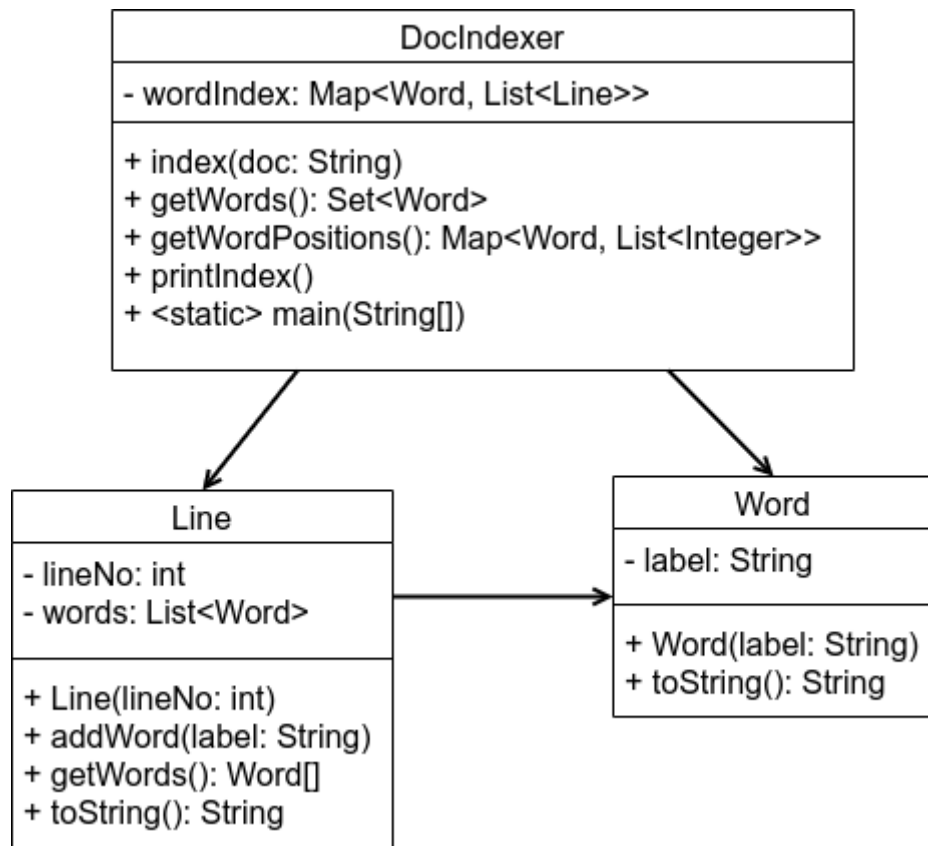 DocIndexer
- wordIndex: Map<Word, List<Line>>
+ index(doc: String)
+ getWords(): Set<Word>
+ getWordPositions(): Map<Word, List<Integer>>
+ printIndex()
+ <static> main(String[])
Line
- lineNo: int
- words: List<Word>
+ Line(lineNo: int)
+ addWord(label: String)
+ getWords(): Word[]
+ toString(): String
Word
- label: String
+ Word(label: String)
+ toString(): String